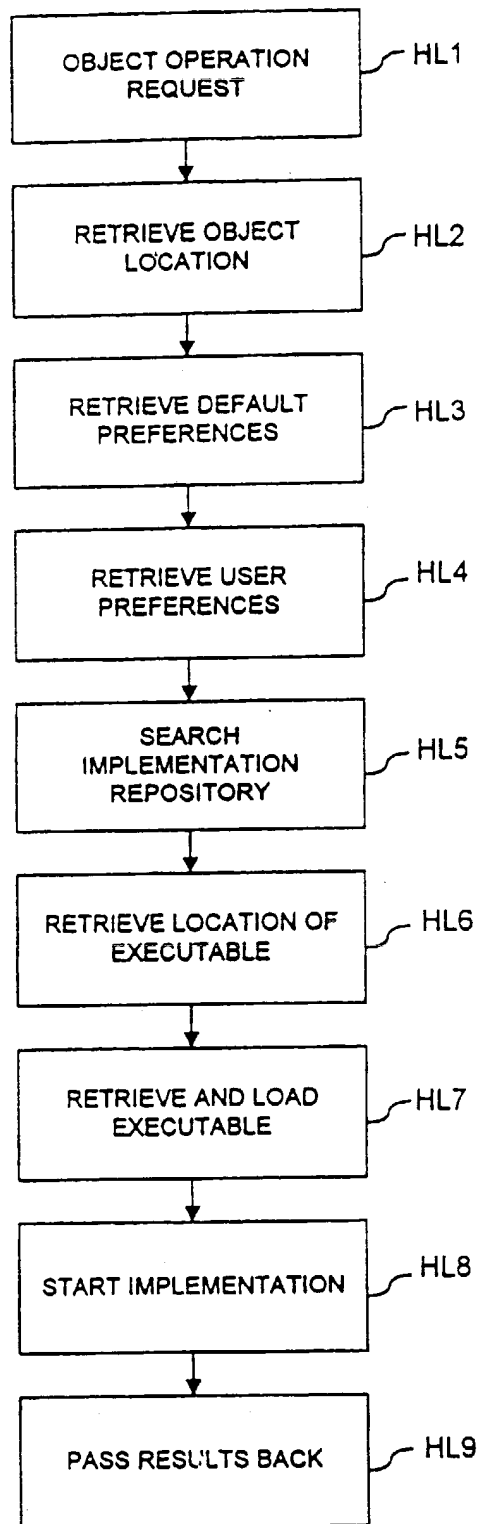 OBJECT OPERATION
REQUEST
HL1
RETRIEVE OBJECT
LOCATION
HL2
RETRIEVE DEFAULT
PREFERENCES
HL3
RETRIEVE USER
PREFERENCES
HL4
SEARCH
IMPLEMENTATION
REPOSITORY
HL5
RETRIEVE LOCATION OF
EXECUTABLE
HL6
RETRIEVE AND LOAD
EXECUTABLE
HL7
START IMPLEMENTATION
HL8
PASS RESULTS BACK
HL9